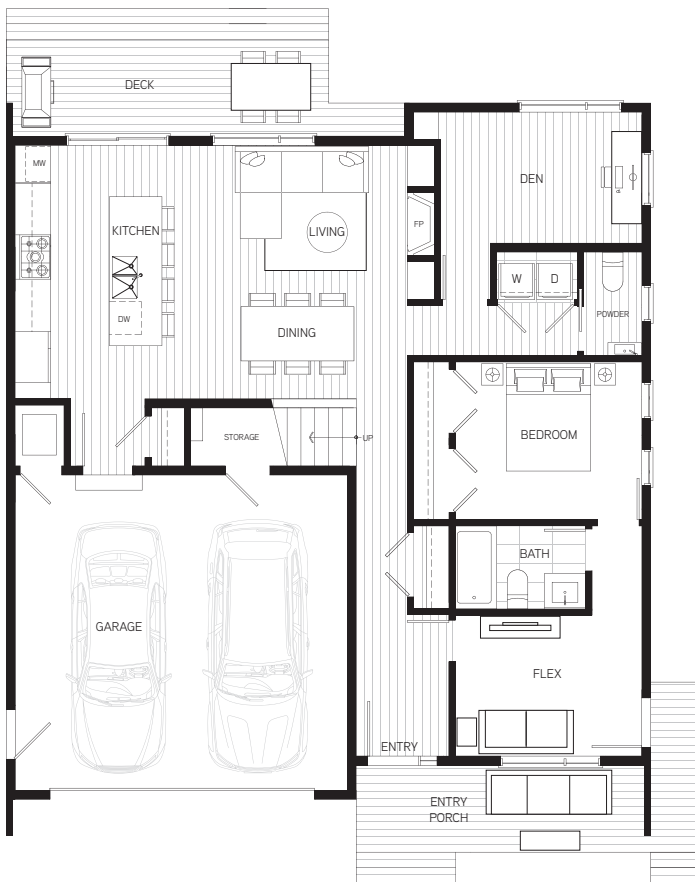 DECK
MW
DEN
KITCHEN
LIVING
FP
W
D
DW
POWDER
DINING
STORAGE
UP
BEDROOM
BATH
GARAGE
FLEX
ENTRY
ENTRY
PORCH